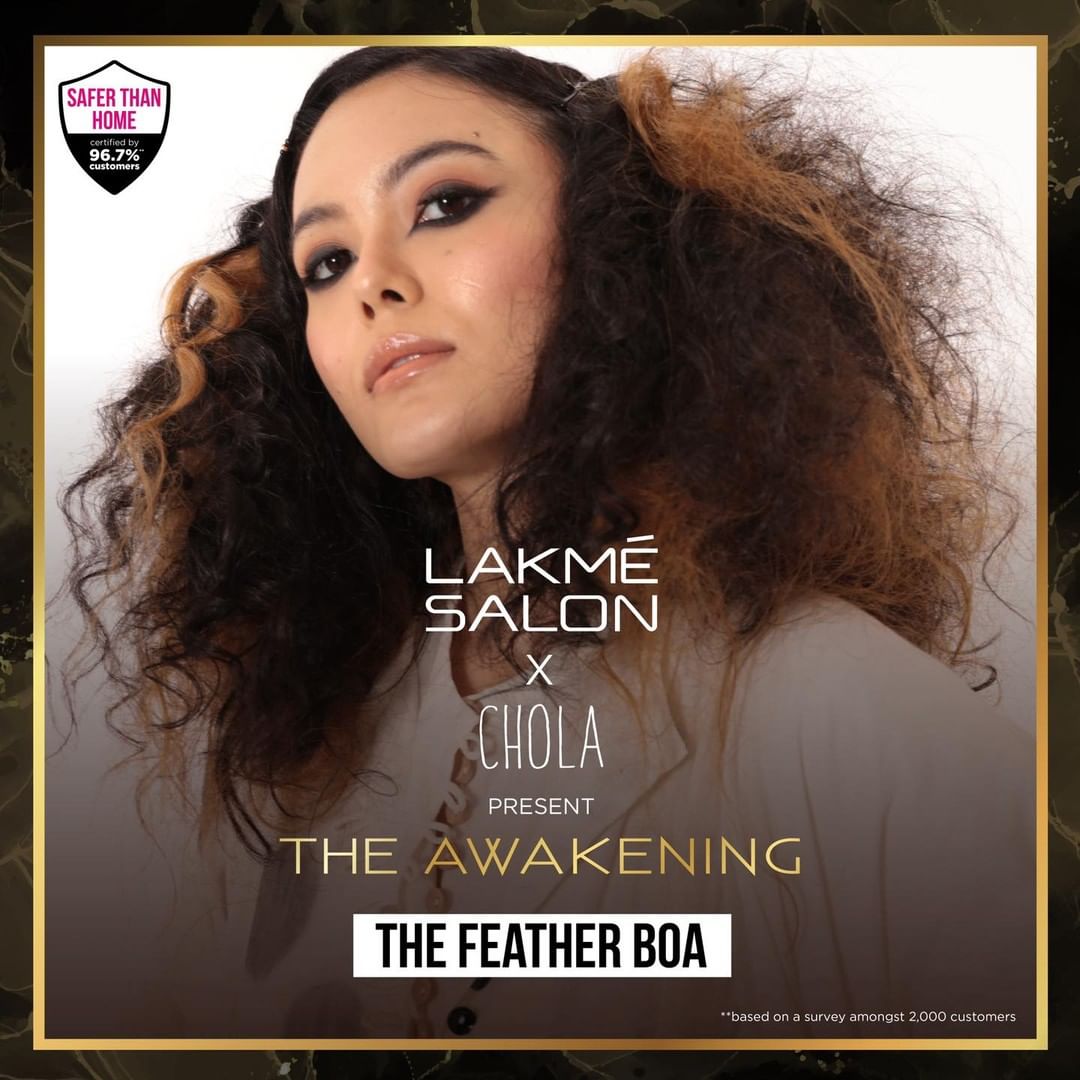 SAFER THAN
HOME
certified by
96.7%**
customers
LAKMÉ
SALON
X
CHOLA
PRESENT
THE AWAKENING
THE FEATHER BOA
**based on a survey amongst 2,000 customers